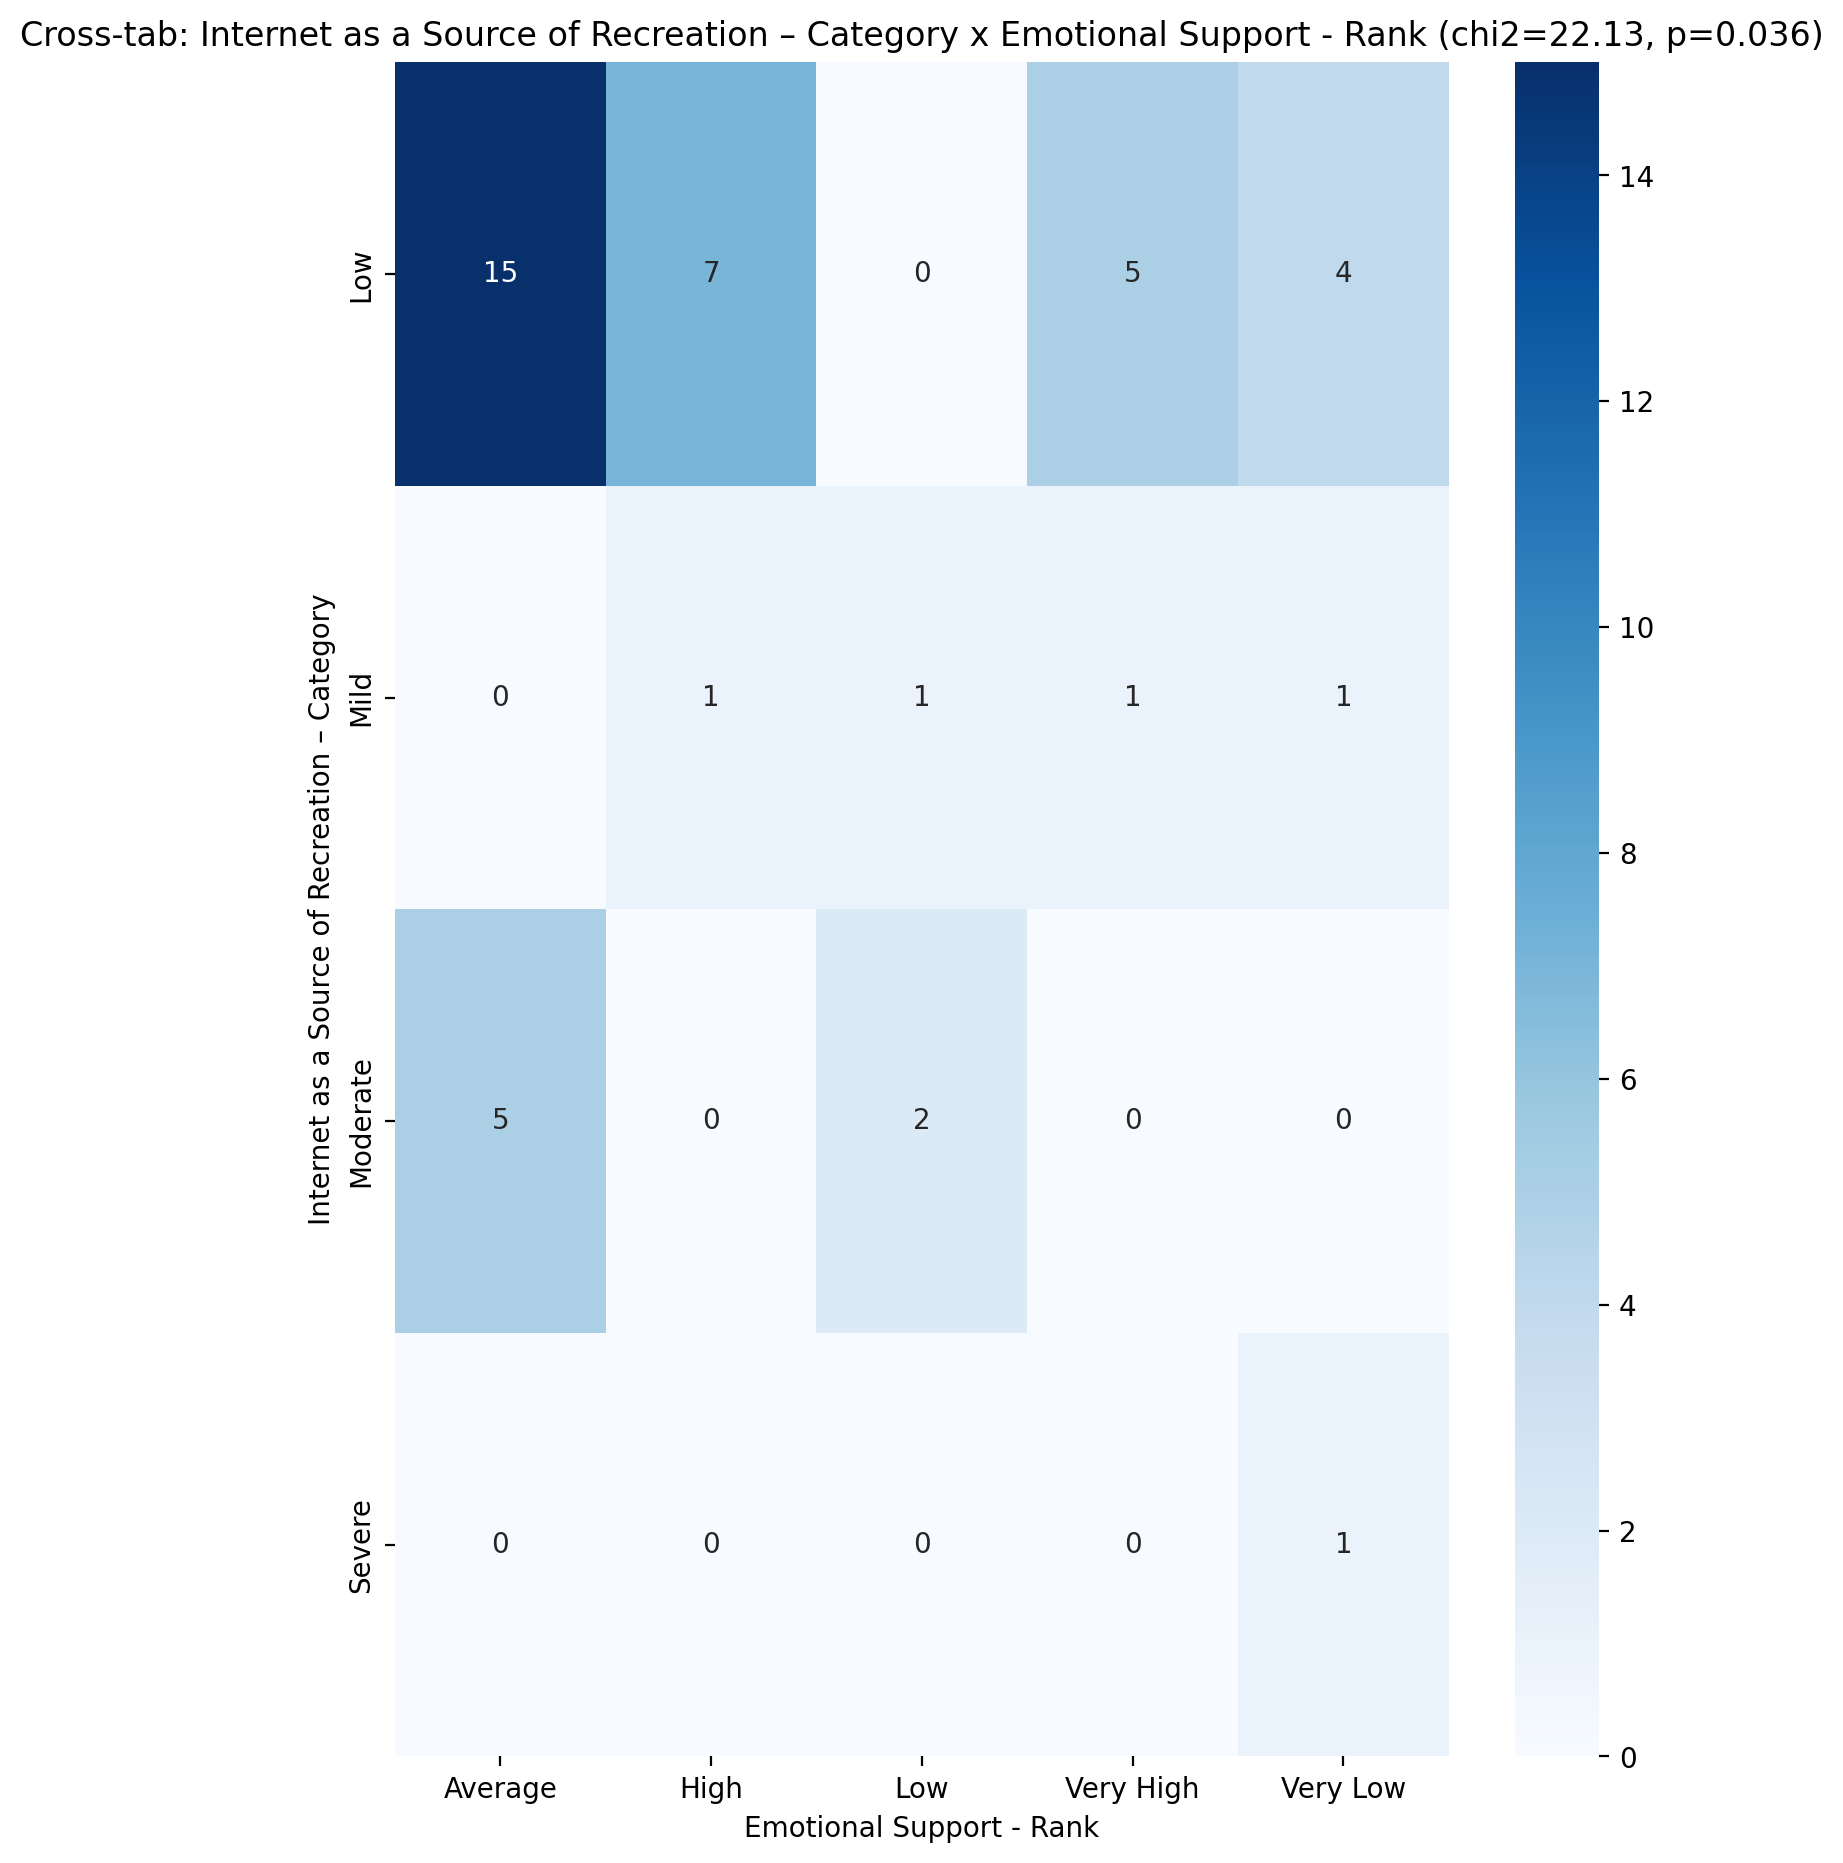 Cross-tab: Internet as a Source of Recreation – Category x Emotional Support - Rank (chi2=22.13, p=0.036)
Internet as a Source of Recreation – Category
Low
15 7 0 5 4
Mild
0 1 1 1 1
Moderate
5 0 2 0 0
Severe
0 0 0 0 1
Average High Low Very High Very Low
Emotional Support - Rank
14
12
10
8
6
4
2
0